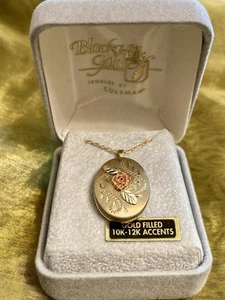 Black Hills
Gold
JEWELRY BY
COLEMAN
GOLD FILLED
10K-12K ACCENTS